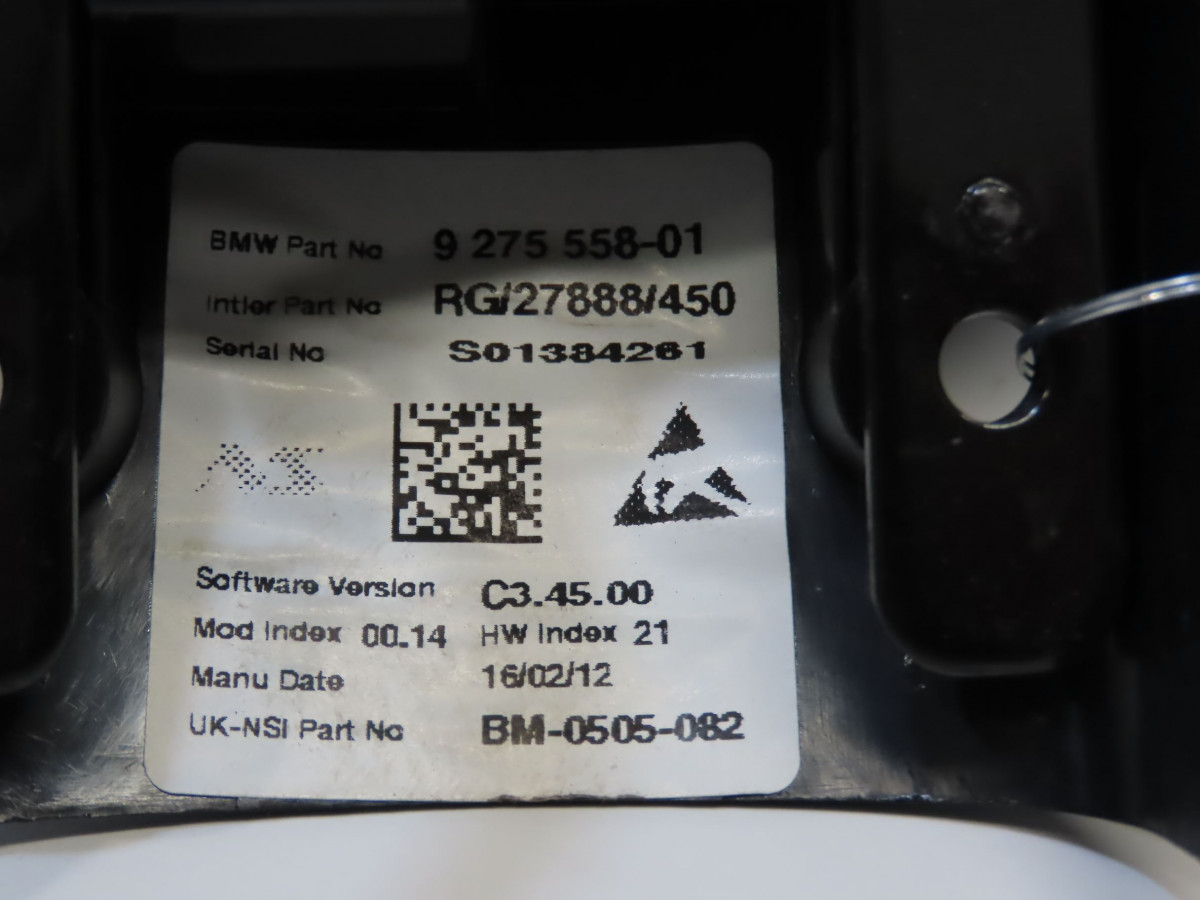 BMW Part No 9 275 558-01
Intier Part No RG/27888/450
Serial No S01384261
Software Version C3.45.00
Mod Index 00.14 HW Index 21
Manu Date 16/02/12
UK-NSI Part No BM-0505-082